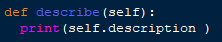 def describe(self):
  print(self.description )